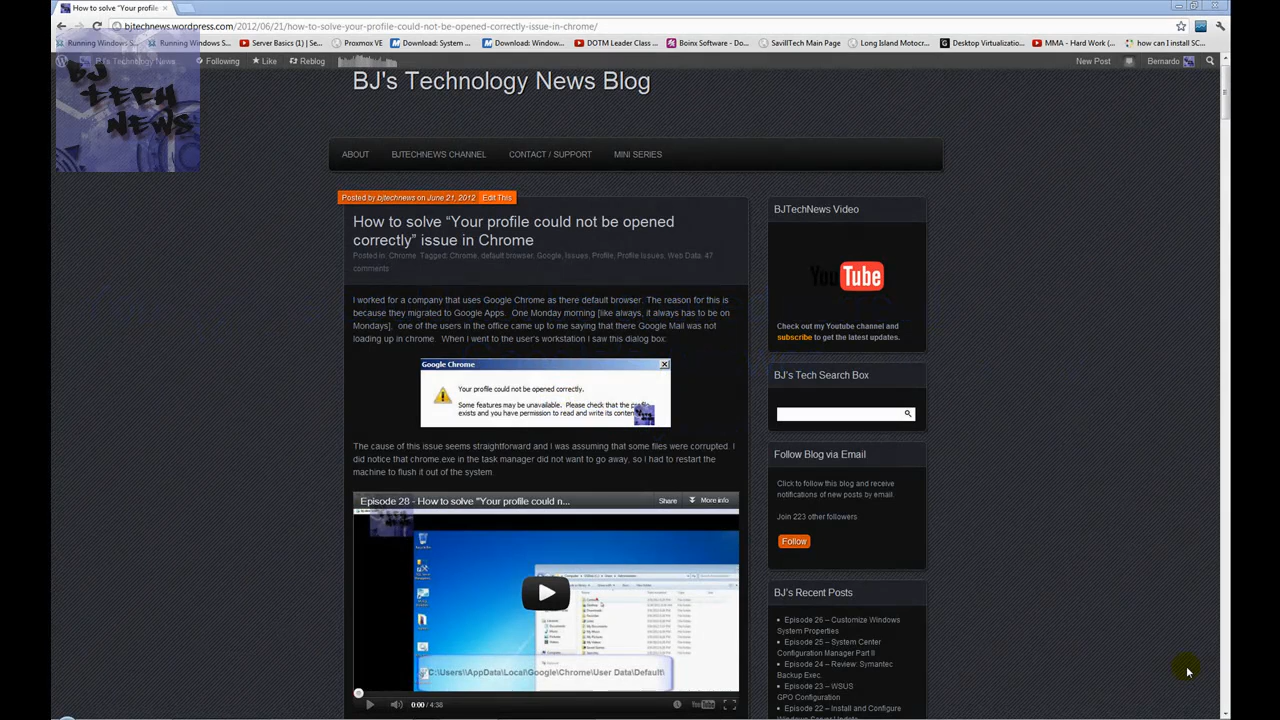 How to solve “Your profile
bjtechnews.wordpress.com/2012/06/21/how-to-solve-your-profile-could-not-be-opened-correctly-issue-in-chrome/
Running Windows S... Running Windows S... Server Basics (1) | Se... Proxmox VE Download: System ... Download: Window... DOTM Leader Class ... Boinx Software - Do... SavillTech Main Page Long Island Motocr... Desktop Virtualizatio... MMA - Hard Work (... how can I install SC...
BJ's Technology News Following Like Reblog New Post Bernardo
BJ
TECH
NEWS
BJ's Technology News Blog
ABOUT BJTECHNEWS CHANNEL CONTACT / SUPPORT MINI SERIES
Posted by bjtechnews on June 21, 2012 Edit This
How to solve “Your profile could not be opened
correctly” issue in Chrome
Posted in: Chrome. Tagged: Chrome, default browser, Google, Issues, Profile, Profile Issues, Web Data. 47
comments
I worked for a company that uses Google Chrome as there default browser. The reason for this is
because they migrated to Google Apps. One Monday morning [like always, it always has to be on
Mondays], one of the users in the office came up to me saying that there Google Mail was not
loading up in chrome. When I went to the user's workstation I saw this dialog box:
Google Chrome
Your profile could not be opened correctly.
Some features may be unavailable. Please check that the profile
exists and you have permission to read and write its contents.
The cause of this issue seems straightforward and I was assuming that some files were corrupted. I
did notice that chrome.exe in the task manager did not want to go away, so I had to restart the
machine to flush it out of the system
Episode 28 - How to solve "Your profile could n... Share More info
C:\Users\\AppData\Local\Google\Chrome\User Data\Default\
0:00 / 4:38 YouTube
BJTechNews Video
YouTube
Check out my Youtube channel and
subscribe to get the latest updates.
BJ's Tech Search Box
Follow Blog via Email
Click to follow this blog and receive
notifications of new posts by email.
Join 223 other followers
Follow
BJ's Recent Posts
Episode 26 – Customize Windows
System Properties
Episode 25 – System Center
Configuration Manager Part II
Episode 24 – Review: Symantec
Backup Exec.
Episode 23 – WSUS
GPO Configuration
Episode 22 – Install and Configure
Windows Server Update